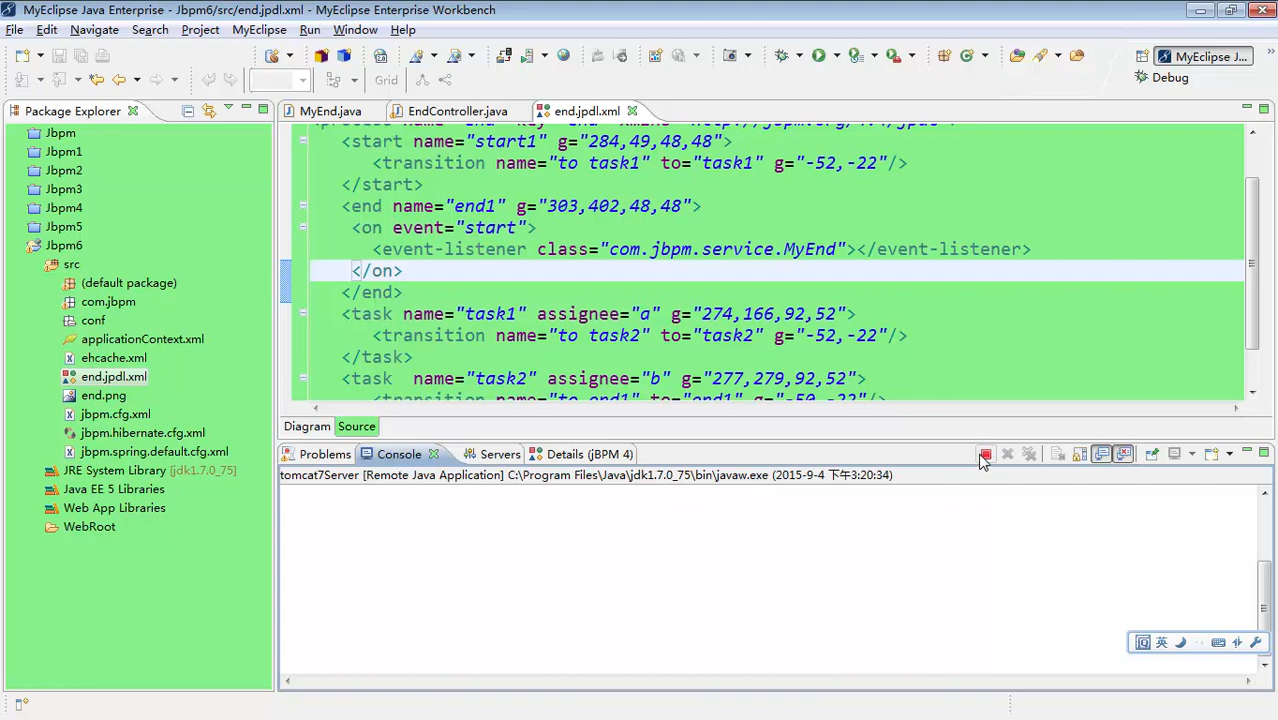 MyEclipse Java Enterprise - Jbpm6/src/end.jpdl.xml - MyEclipse Enterprise Workbench
File Edit Navigate Search Project MyEclipse Run Window Help
MyEclipse J...
Grid
Debug
Package Explorer
MyEnd.java
EndController.java
end.jpdl.xml
Jbpm
Jbpm1
Jbpm2
Jbpm3
Jbpm4
Jbpm5
Jbpm6
src
(default package)
com.jbpm
conf
applicationContext.xml
ehcache.xml
end.jpdl.xml
end.png
jbpm.cfg.xml
jbpm.hibernate.cfg.xml
jbpm.spring.default.cfg.xml
JRE System Library [jdk1.7.0_75]
Java EE 5 Libraries
Web App Libraries
WebRoot
<start name="start1" g="284,49,48,48">
<transition name="to task1" to="task1" g="-52,-22"/>
</start>
<end name="end1" g="303,402,48,48">
<on event="start">
<event-listener class="com.jbpm.service.MyEnd"></event-listener>
</on>
</end>
<task name="task1" assignee="a" g="274,166,92,52">
<transition name="to task2" to="task2" g="-52,-22"/>
</task>
<task  name="task2" assignee="b" g="277,279,92,52">
<transition name="to end1" to="end1" g="-50,-22"/>
Diagram Source
Problems Console Servers Details (jBPM 4)
tomcat7Server [Remote Java Application] C:\Program Files\Java\jdk1.7.0_75\bin\javaw.exe (2015-9-4 下午3:20:34)
英